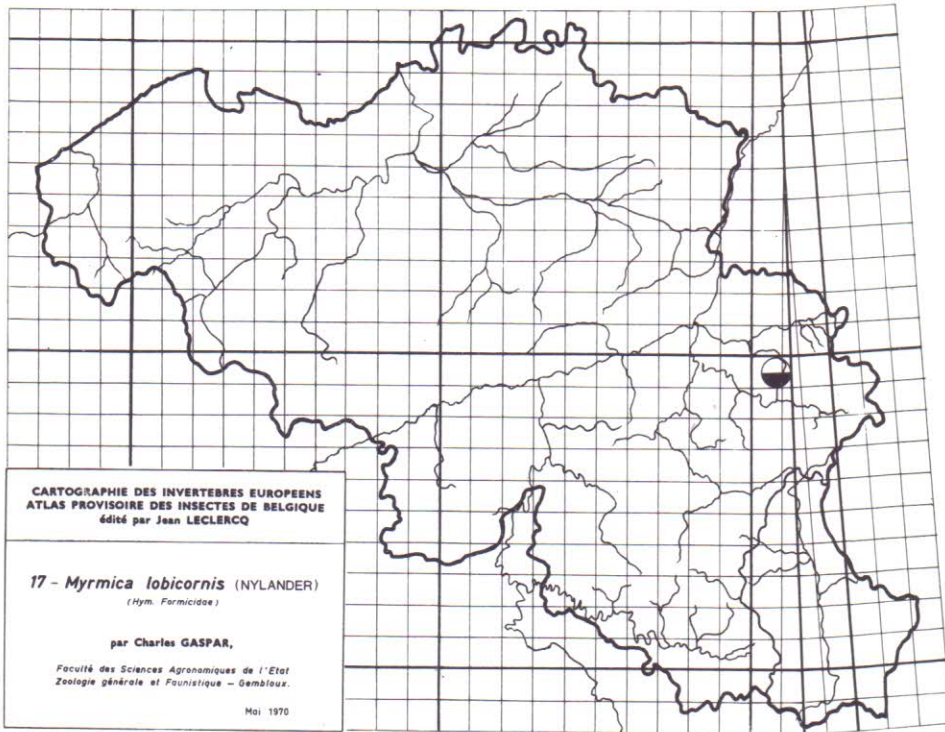 CARTOGRAPHIE DES INVERTEBRES EUROPEENS
ATLAS PROVISOIRE DES INSECTES DE BELGIQUE
édité par Jean LECLERCQ
17 - Myrmica lobicornis (NYLANDER)
(Hym. Formicidae)
par Charles GASPAR,
Faculté des Sciences Agronomiques de l'Etat
Zoologie générale et Faunistique – Gembloux.
Mai 1970